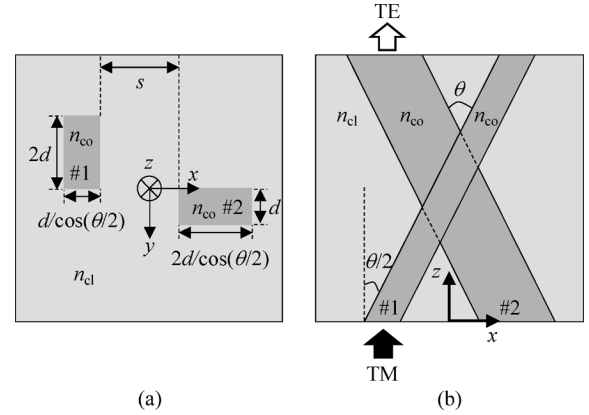 s
n_co
#1
2d
z
x
n_co #2
d
d/cos(θ/2)
y
2d/cos(θ/2)
n_cl
(a)
TE
θ
n_cl
n_co
n_co
θ/2
z
#1
#2
x
TM
(b)